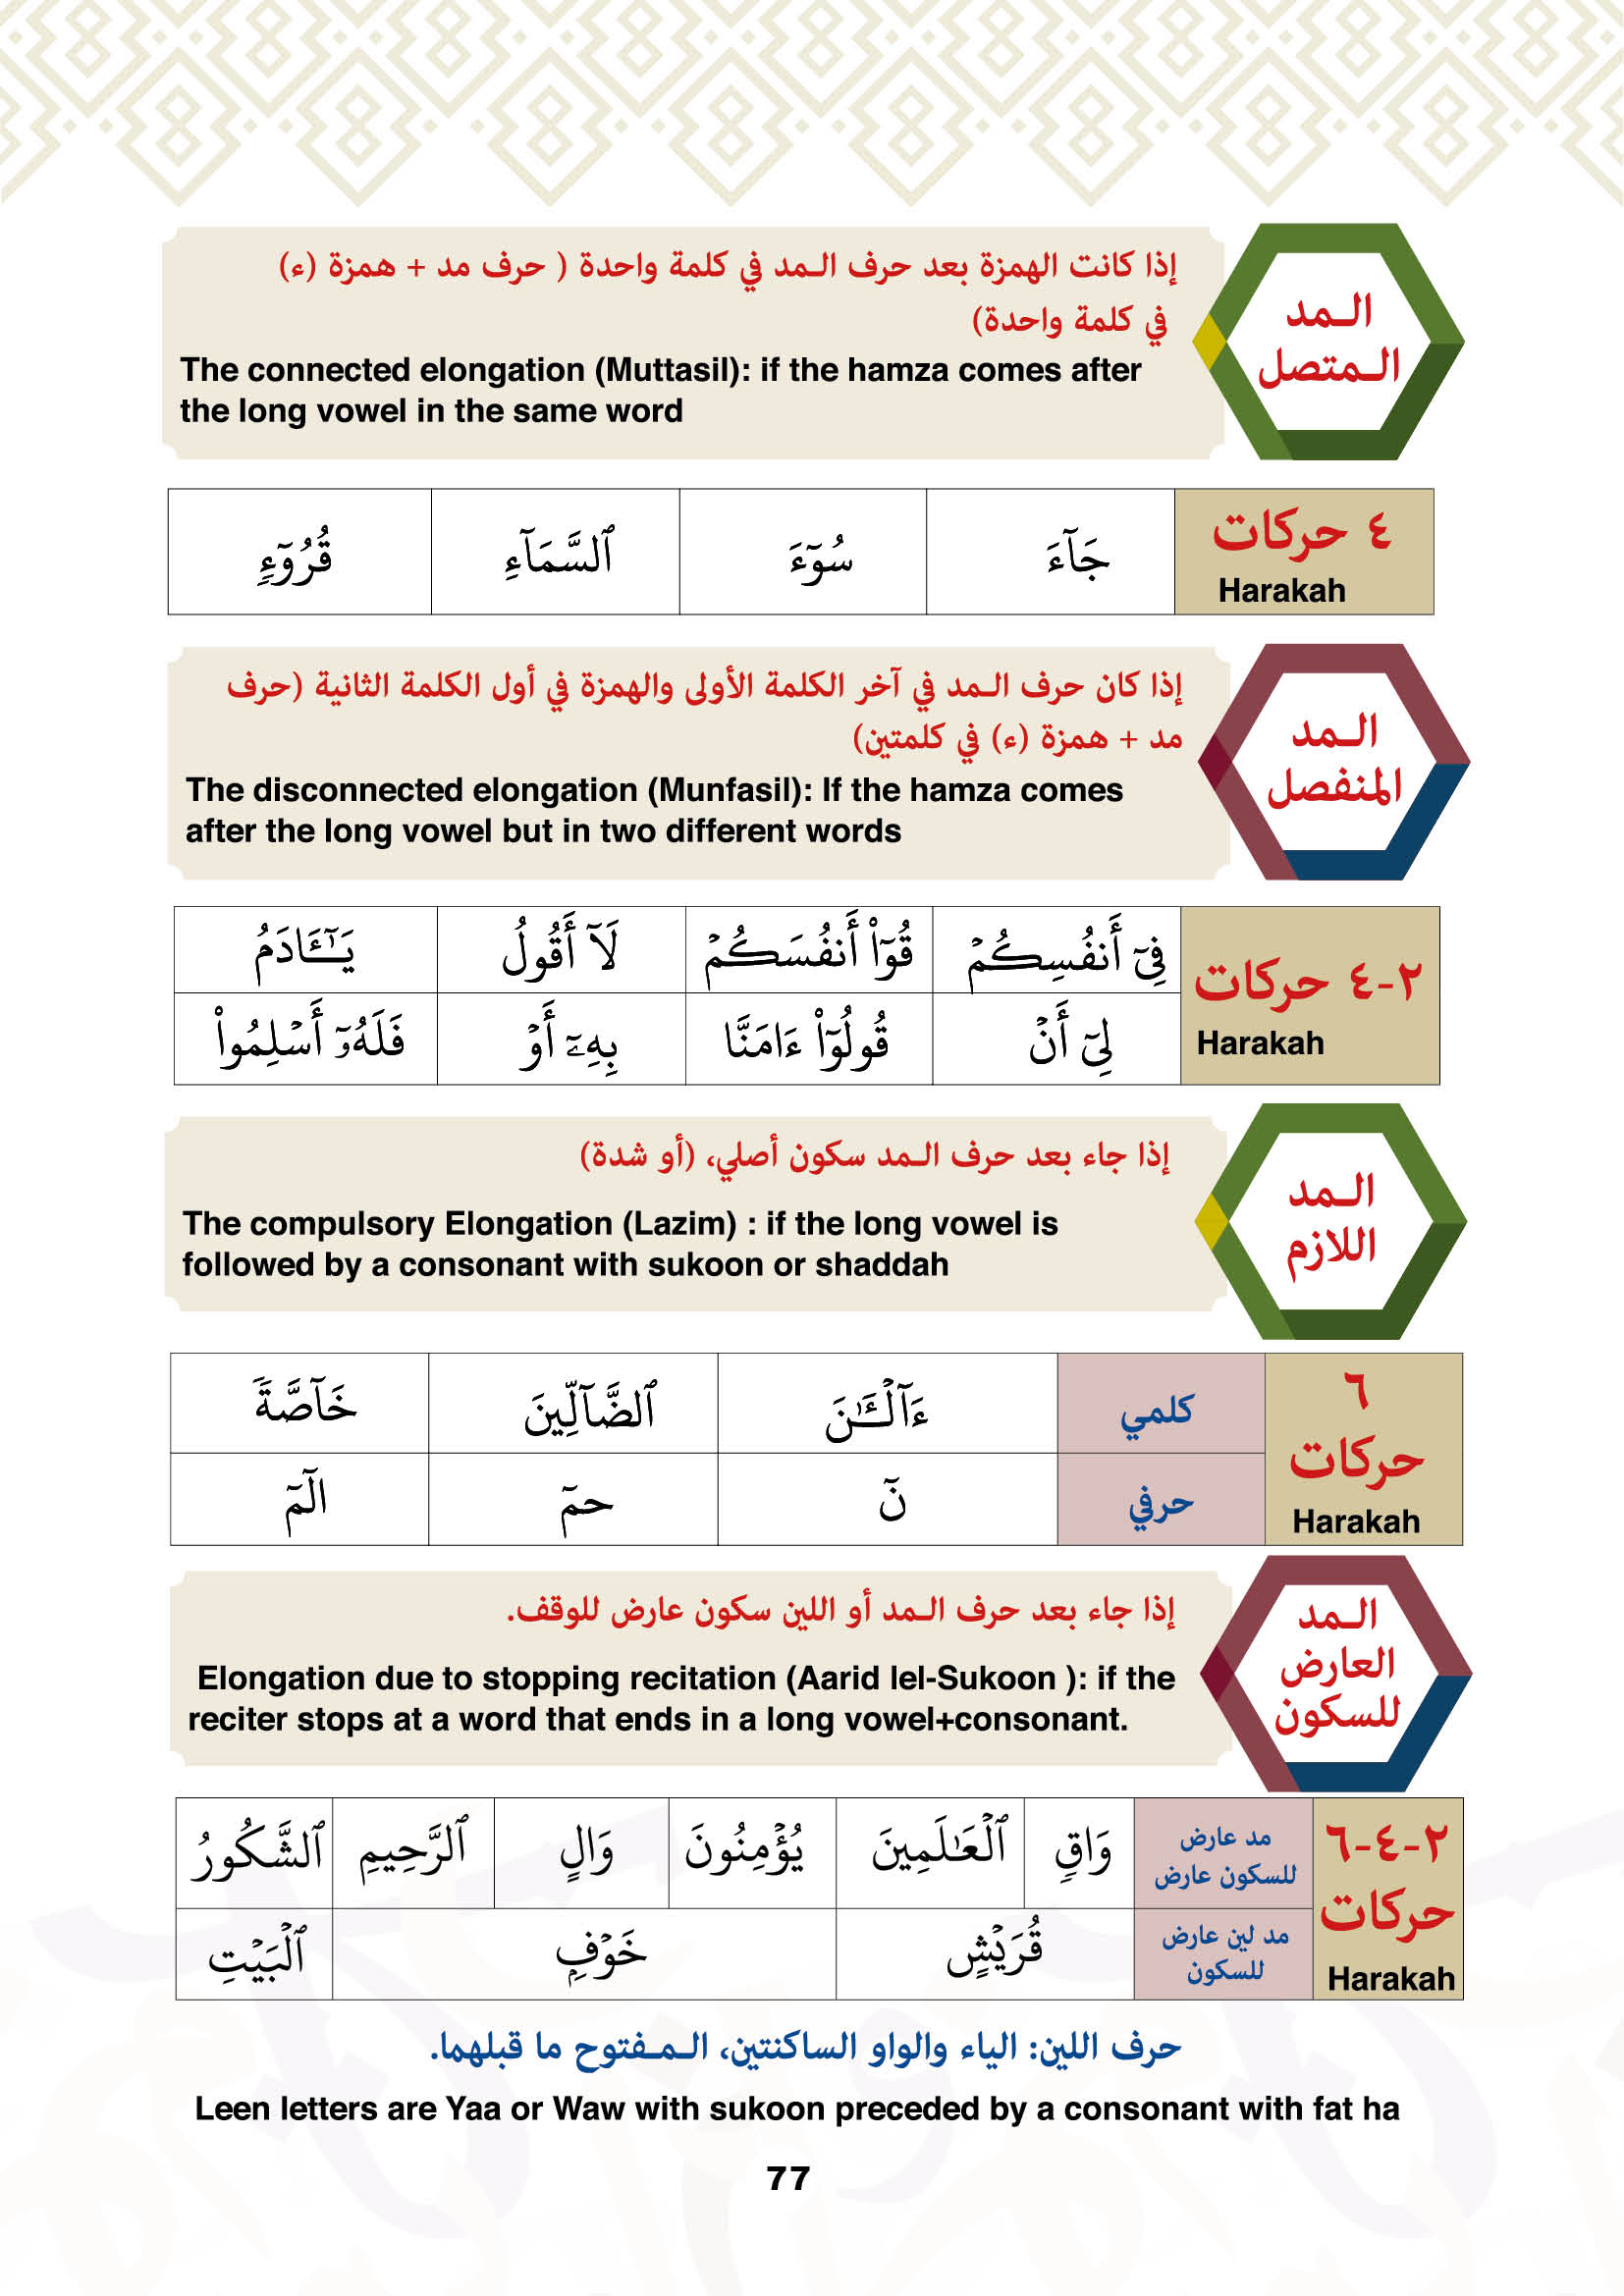 المد
المتصل
إذا كانت الهمزة بعد حرف المد في كلمة واحدة ( حرف مد + همزة (ء)
في كلمة واحدة)
The connected elongation (Muttasil): if the hamza comes after
the long vowel in the same word
٤ حركات
Harakah
جَآءَ سُوٓءَ ٱلسَّمَآءِ قُرُوٓءٖ
المد
المنفصل
إذا كان حرف المد في آخر الكلمة الأولى والهمزة في أول الكلمة الثانية (حرف
مد + همزة (ء) في كلمتين)
The disconnected elongation (Munfasil): If the hamza comes
after the long vowel but in two different words
٢-٤ حركات
Harakah
فِيٓ أَنفُسِكُمۡ قُوٓاْ أَنفُسَكُمۡ لَآ أَقُولُ يَـٰٓـَٔادَمُ
لِيٓ أَنۡ قُولُوٓاْ ءَامَنَّا بِهِۦٓ أَوۡ فَلَهُۥٓ أَسۡلِمُواْ
المد
اللازم
إذا جاء بعد حرف المد سكون أصلي، (أو شدة)
The compulsory Elongation (Lazim) : if the long vowel is
followed by a consonant with sukoon or shaddah
٦
حركات
Harakah
كلمي ءَآلۡـَٰٔنَ ٱلضَّآلِّينَ خَآصَّةٗ
حرفي نٓ حمٓ الٓمٓ
المد
العارض
للسكون
إذا جاء بعد حرف المد أو اللين سكون عارض للوقف.
Elongation due to stopping recitation (Aarid lel-Sukoon ): if the
reciter stops at a word that ends in a long vowel+consonant.
٢-٤-٦
حركات
Harakah
مد عارض
للسكون عارض
وَاقٖ ٱلۡعَٰلَمِينَ يُؤۡمِنُونَ وَالٍ ٱلرَّحِيمِ ٱلشَّكُورُ
مد لين عارض
للسكون
قُرَيۡشٍ خَوۡفِۭ ٱلۡبَيۡتِ
حرف اللين: الياء والواو الساكنتين، المفتوح ما قبلهما.
Leen letters are Yaa or Waw with sukoon preceded by a consonant with fat ha
77